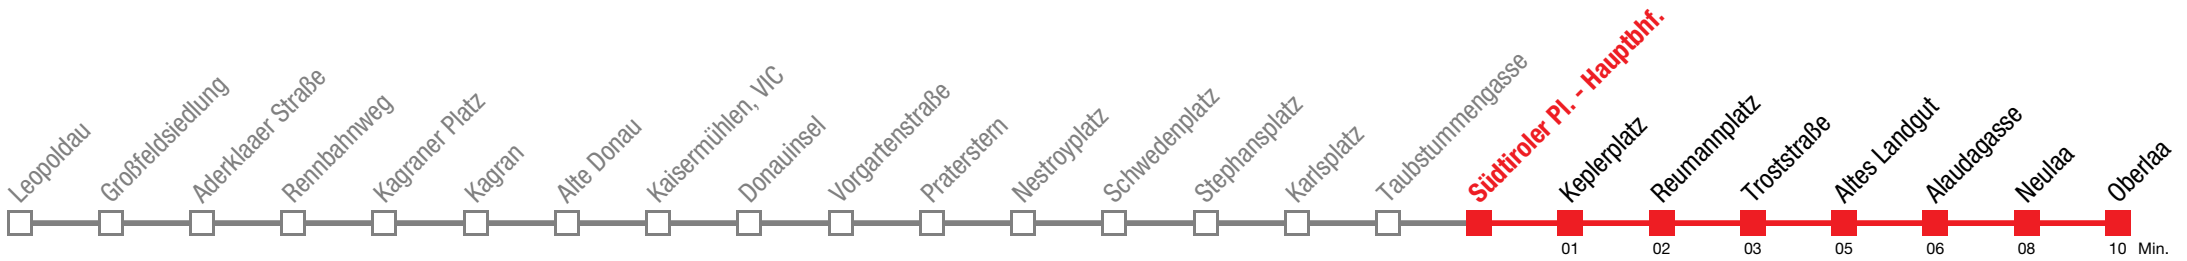 Leopoldau
Großfeldsiedlung
Aderklaaer Straße
Rennbahnweg
Kagraner Platz
Kagran
Alte Donau
Kaisermühlen, VIC
Donauinsel
Vorgartenstraße
Praterstern
Nestroyplatz
Schwedenplatz
Stephansplatz
Karlsplatz
Taubstummengasse
Südtiroler Pl. - Hauptbhf.
Keplerplatz
Reumannplatz
Troststraße
Altes Landgut
Alaudagasse
Neulaa
Oberlaa
01 02 03 05 06 08 10 Min.